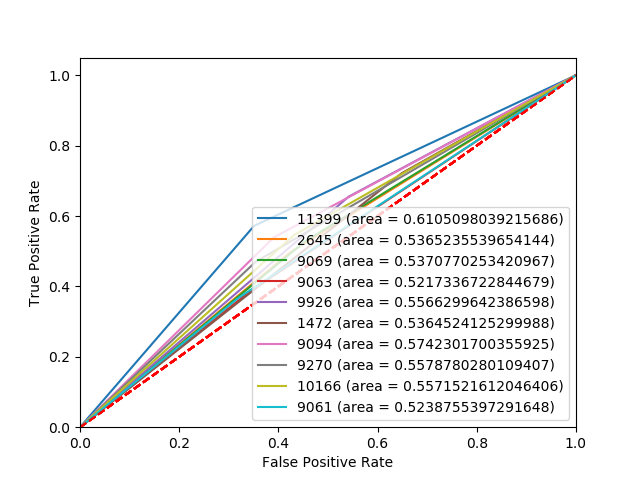 1.0
0.8
0.6
0.4
0.2
0.0
True Positive Rate
11399 (area = 0.6105098039215686)
2645 (area = 0.5365235539654144)
9069 (area = 0.5370770253420967)
9063 (area = 0.5217336722844679)
9926 (area = 0.5566299642386598)
1472 (area = 0.5364524125299988)
9094 (area = 0.5742301700355925)
9270 (area = 0.5578780280109407)
10166 (area = 0.5571521612046406)
9061 (area = 0.5238755397291648)
0.0 0.2 0.4 0.6 0.8 1.0
False Positive Rate